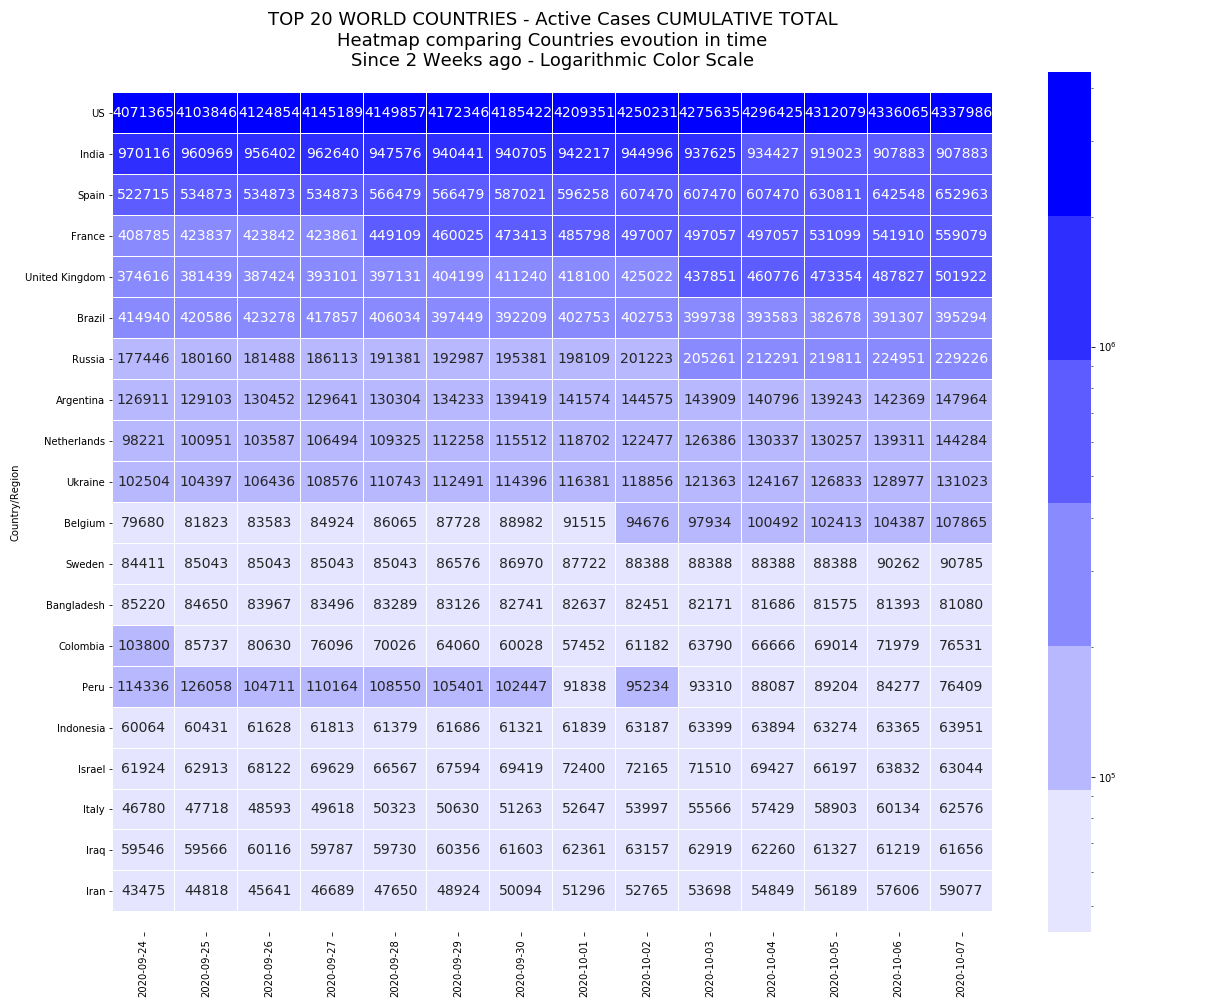 TOP 20 WORLD COUNTRIES - Active Cases CUMULATIVE TOTAL
Heatmap comparing Countries evoution in time
Since 2 Weeks ago - Logarithmic Color Scale
US 4071365 4103846 4124854 4145189 4149857 4172346 4185422 4209351 4250231 4275635 4296425 4312079 4336065 4337986
India 970116 960969 956402 962640 947576 940441 940705 942217 944996 937625 934427 919023 907883 907883
Spain 522715 534873 534873 534873 566479 566479 587021 596258 607470 607470 607470 630811 642548 652963
France 408785 423837 423842 423861 449109 460025 473413 485798 497007 497057 497057 531099 541910 559079
United Kingdom 374616 381439 387424 393101 397131 404199 411240 418100 425022 437851 460776 473354 487827 501922
10⁶
Brazil 414940 420586 423278 417857 406034 397449 392209 402753 402753 399738 393583 382678 391307 395294
Russia 177446 180160 181488 186113 191381 192987 195381 198109 201223 205261 212291 219811 224951 229226
Argentina 126911 129103 130452 129641 130304 134233 139419 141574 144575 143909 140796 139243 142369 147964
Netherlands 98221 100951 103587 106494 109325 112258 115512 118702 122477 126386 130337 130257 139311 144284
Ukraine 102504 104397 106436 108576 110743 112491 114396 116381 118856 121363 124167 126833 128977 131023
Country/Region
Belgium 79680 81823 83583 84924 86065 87728 88982 91515 94676 97934 100492 102413 104387 107865
Sweden 84411 85043 85043 85043 85043 86576 86970 87722 88388 88388 88388 88388 90262 90785
Bangladesh 85220 84650 83967 83496 83289 83126 82741 82637 82451 82171 81686 81575 81393 81080
Colombia 103800 85737 80630 76096 70026 64060 60028 57452 61182 63790 66666 69014 71979 76531
Peru 114336 126058 104711 110164 108550 105401 102447 91838 95234 93310 88087 89204 84277 76409
Indonesia 60064 60431 61628 61813 61379 61686 61321 61839 63187 63399 63894 63274 63365 63951
Israel 61924 62913 68122 69629 66567 67594 69419 72400 72165 71510 69427 66197 63832 63044
10⁵
Italy 46780 47718 48593 49618 50323 50630 51263 52647 53997 55566 57429 58903 60134 62576
Iraq 59546 59566 60116 59787 59730 60356 61603 62361 63157 62919 62260 61327 61219 61656
Iran 43475 44818 45641 46689 47650 48924 50094 51296 52765 53698 54849 56189 57606 59077
2020-09-24 2020-09-25 2020-09-26 2020-09-27 2020-09-28 2020-09-29 2020-09-30 2020-10-01 2020-10-02 2020-10-03 2020-10-04 2020-10-05 2020-10-06 2020-10-07